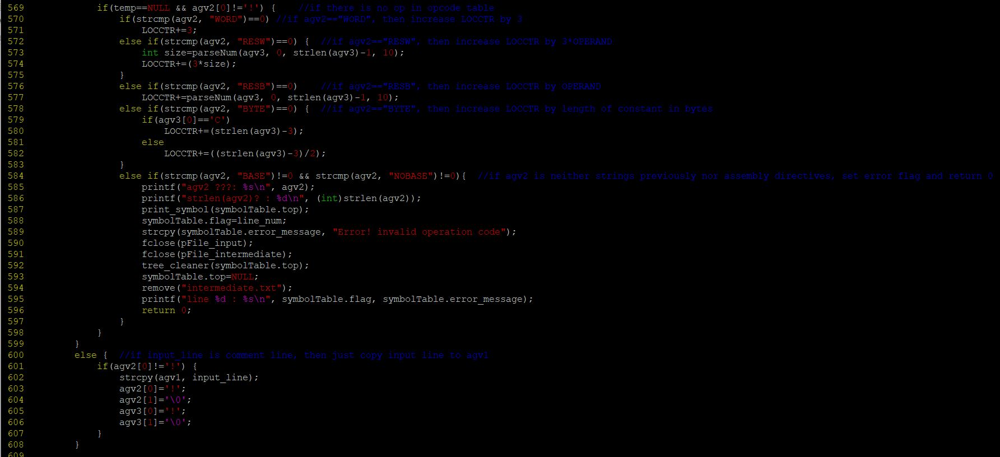 569 if(temp==NULL && agv2[0]!='!') { //if there is no op in opcode table
570 if(strcmp(agv2, "WORD")==0) //if agv2=="WORD", then increase LOCCTR by 3
571 LOCCTR+=3;
572 else if(strcmp(agv2, "RESW")==0) { //if agv2=="RESW", then increase LOCCTR by 3*OPERAND
573 int size=parseNum(agv3, 0, strlen(agv3)-1, 10);
574 LOCCTR+=(3*size);
575 }
576 else if(strcmp(agv2, "RESB")==0) //if agv2=="RESB", then increase LOCCTR by OPERAND
577 LOCCTR+=parseNum(agv3, 0, strlen(agv3)-1, 10);
578 else if(strcmp(agv2, "BYTE")==0) { //if agv2=="BYTE", then increase LOCCTR by length of constant in bytes
579 if(agv3[0]=='C')
580 LOCCTR+=(strlen(agv3)-3);
581 else
582 LOCCTR+=((strlen(agv3)-3)/2);
583 }
584 else if(strcmp(agv2, "BASE")!=0 && strcmp(agv2, "NOBASE")!=0){ //if agv2 is neither strings previously nor assembly directives, set error flag and return 0
585 printf("agv2 ???: %s\n", agv2);
586 printf("strlen(agv2)? : %d\n", (int)strlen(agv2));
587 print_symbol(symbolTable.top);
588 symbolTable.flag=line_num;
589 strcpy(symbolTable.error_message, "Error! invalid operation code");
590 fclose(pFile_input);
591 fclose(pFile_intermediate);
592 tree_cleaner(symbolTable.top);
593 symbolTable.top=NULL;
594 remove("intermediate.txt");
595 printf("line %d : %s\n", symbolTable.flag, symbolTable.error_message);
596 return 0;
597 }
598 }
599 }
600 else { //if input_line is comment line, then just copy input line to agv1
601 if(agv2[0]!='!') {
602 strcpy(agv1, input_line);
603 agv2[0]='!';
604 agv2[1]='\0';
605 agv3[0]='!';
606 agv3[1]='\0';
607 }
608 }
609